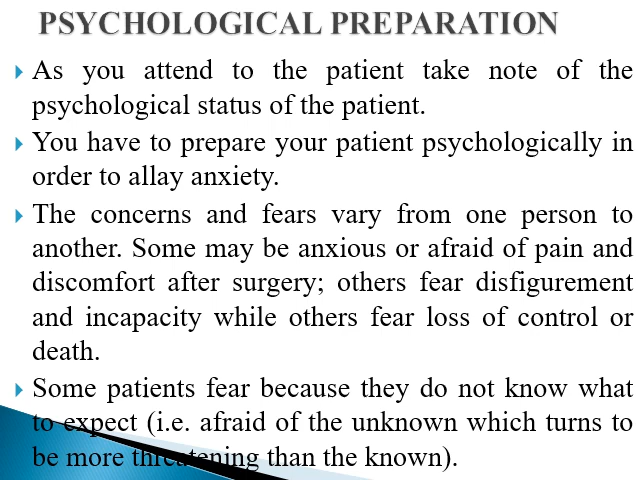 PSYCHOLOGICAL PREPARATION
As you attend to the patient take note of the
psychological status of the patient.
You have to prepare your patient psychologically in
order to allay anxiety.
The concerns and fears vary from one person to
another. Some may be anxious or afraid of pain and
discomfort after surgery; others fear disfigurement
and incapacity while others fear loss of control or
death.
Some patients fear because they do not know what
to expect (i.e. afraid of the unknown which turns to
be more threatening than the known).